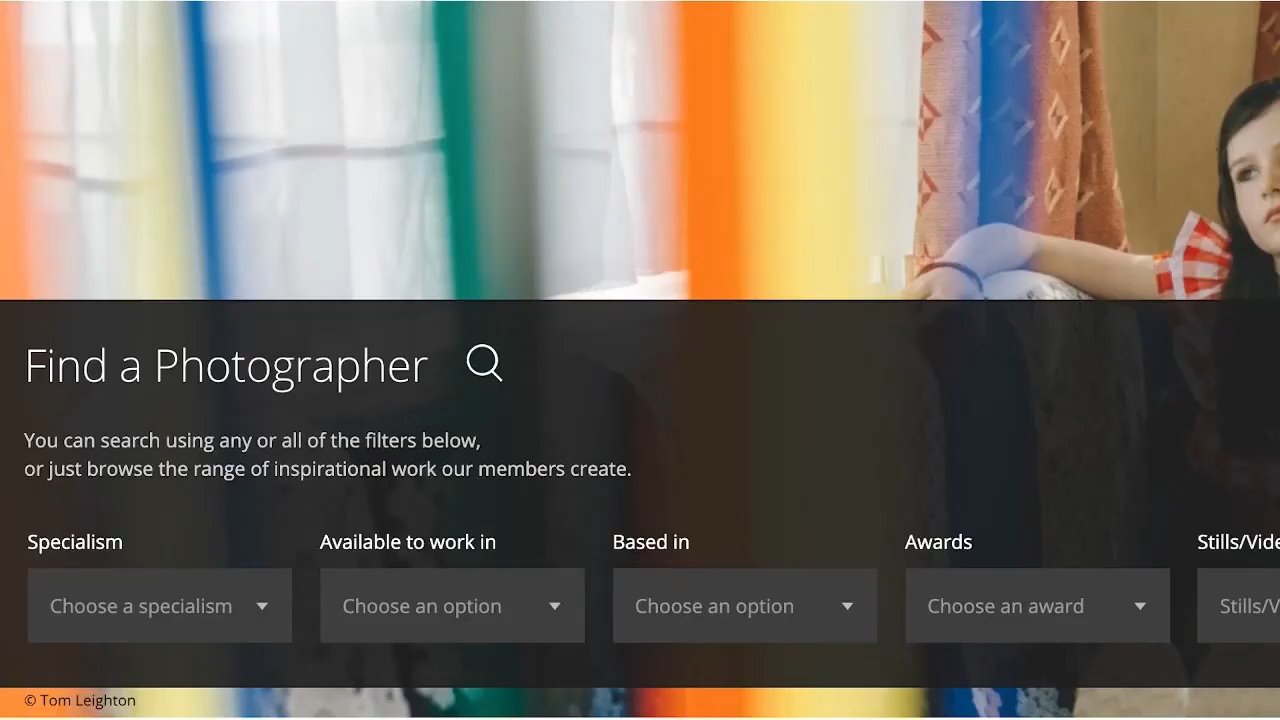 Find a Photographer
You can search using any or all of the filters below,
or just browse the range of inspirational work our members create.
Specialism
Available to work in
Based in
Awards
Stills/Vide
Choose a specialism
Choose an option
Choose an option
Choose an award
Stills/V
© Tom Leighton